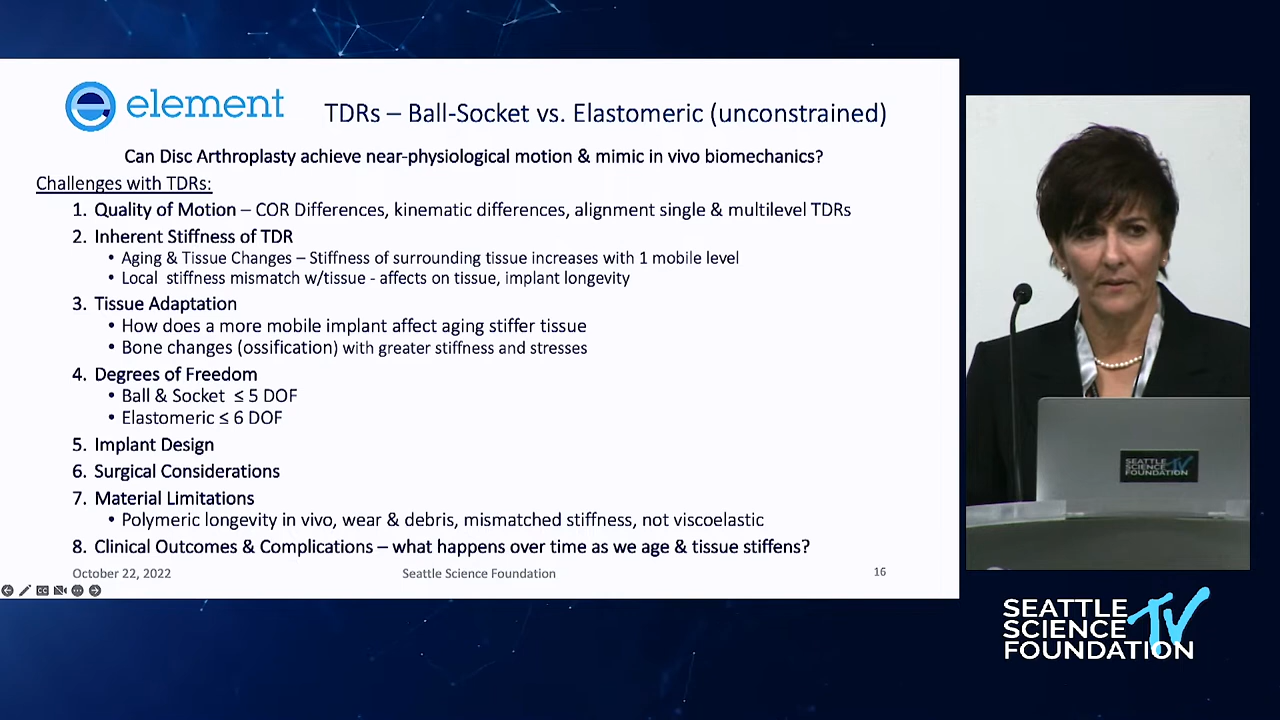 element
TDRs – Ball-Socket vs. Elastomeric (unconstrained)
Can Disc Arthroplasty achieve near-physiological motion & mimic in vivo biomechanics?
Challenges with TDRs:
1. Quality of Motion – COR Differences, kinematic differences, alignment single & multilevel TDRs
2. Inherent Stiffness of TDR
• Aging & Tissue Changes – Stiffness of surrounding tissue increases with 1 mobile level
• Local stiffness mismatch w/tissue - affects on tissue, implant longevity
3. Tissue Adaptation
• How does a more mobile implant affect aging stiffer tissue
• Bone changes (ossification) with greater stiffness and stresses
4. Degrees of Freedom
• Ball & Socket ≤ 5 DOF
• Elastomeric ≤ 6 DOF
5. Implant Design
6. Surgical Considerations
7. Material Limitations
• Polymeric longevity in vivo, wear & debris, mismatched stiffness, not viscoelastic
8. Clinical Outcomes & Complications – what happens over time as we age & tissue stiffens?
October 22, 2022
Seattle Science Foundation
16
CC
SEATTLE
SCIENCE TV
FOUNDATION
SEATTLE
SCIENCE TV
FOUNDATION